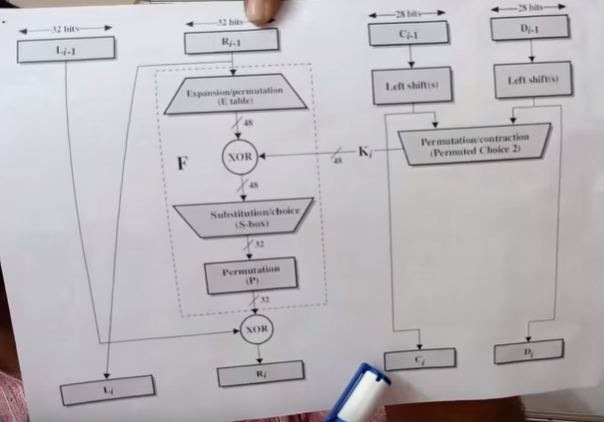 32 bits
32 bits
28 bits
28 bits
Li-1
Ri-1
Ci-1
Di-1
Expansion/permutation
(E table)
Left shift(s)
Left shift(s)
48
F
XOR
48
Ki
Permutation/contraction
(Permuted Choice 2)
48
Substitution/choice
(S-box)
32
Permutation
(P)
32
XOR
Li
Ri
Ci
Di